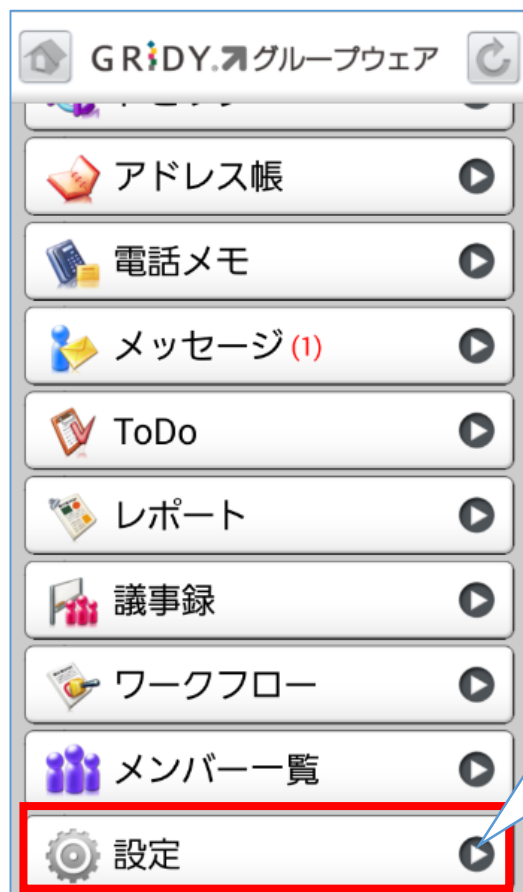 GRiDY.グループウェア
アドレス帳
電話メモ
メッセージ(1)
ToDo
レポート
議事録
ワークフロー
メンバー一覧
設定